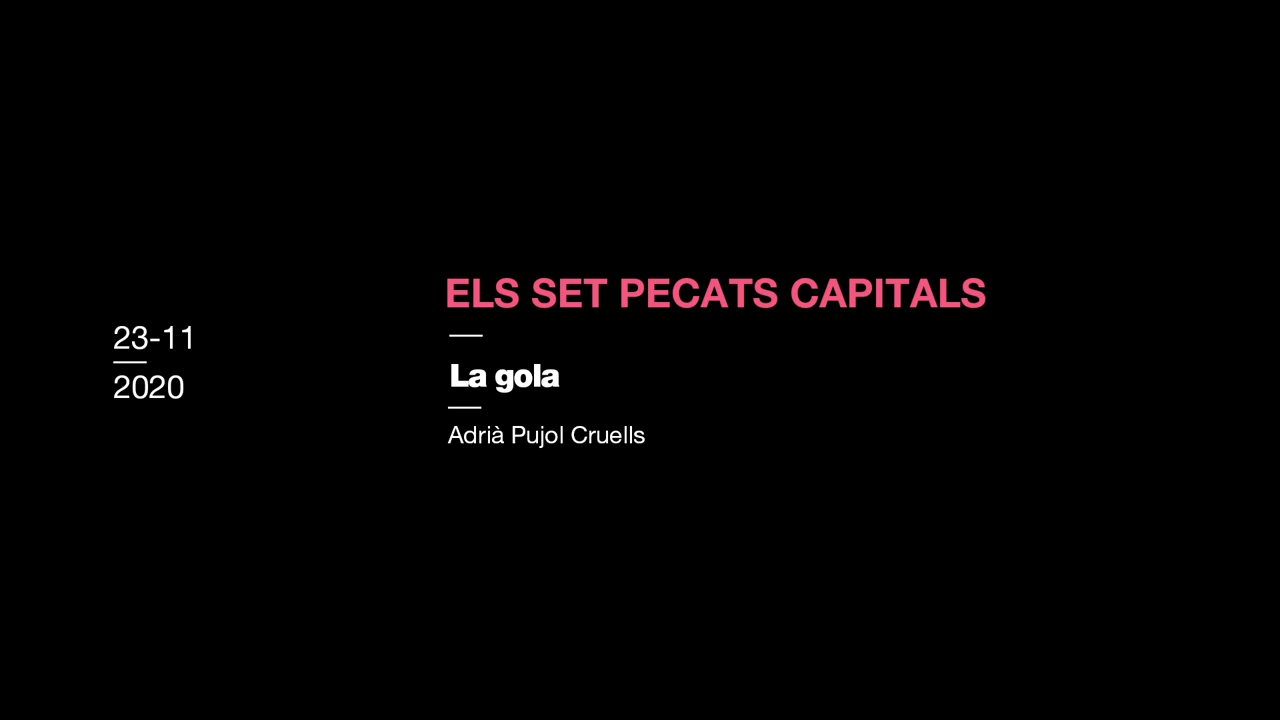 23-11
2020
ELS SET PECATS CAPITALS
La gola
Adrià Pujol Cruells